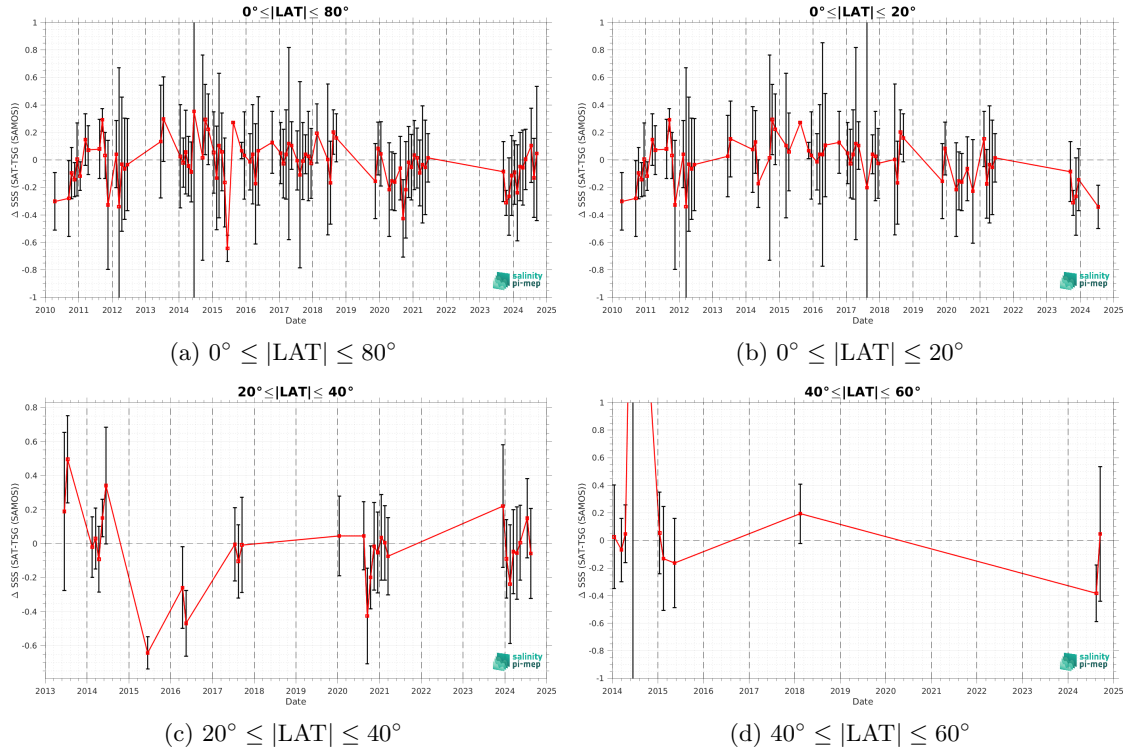 0°≤|LAT|≤ 80°
1
0.8
0.6
0.4
0.2
0
-0.2
-0.4
-0.6
-0.8
-1
Δ SSS (SAT-TSG (SAMOS))
2010 2011 2012 2013 2014 2015 2016 2017 2018 2019 2020 2021 2022 2023 2024 2025
Date
salinity
pi-mep
(a) 0° ≤ |LAT| ≤ 80°
0°≤|LAT|≤ 20°
1
0.8
0.6
0.4
0.2
0
-0.2
-0.4
-0.6
-0.8
-1
Δ SSS (SAT-TSG (SAMOS))
2010 2011 2012 2013 2014 2015 2016 2017 2018 2019 2020 2021 2022 2023 2024 2025
Date
salinity
pi-mep
(b) 0° ≤ |LAT| ≤ 20°
20°≤|LAT|≤ 40°
0.8
0.6
0.4
0.2
0
-0.2
-0.4
-0.6
Δ SSS (SAT-TSG (SAMOS))
2013 2014 2015 2016 2017 2018 2019 2020 2021 2022 2023 2024 2025
Date
salinity
pi-mep
(c) 20° ≤ |LAT| ≤ 40°
40°≤|LAT|≤ 60°
1
0.8
0.6
0.4
0.2
0
-0.2
-0.4
-0.6
-0.8
-1
Δ SSS (SAT-TSG (SAMOS))
2014 2015 2016 2017 2018 2019 2020 2021 2022 2023 2024 2025
Date
salinity
pi-mep
(d) 40° ≤ |LAT| ≤ 60°